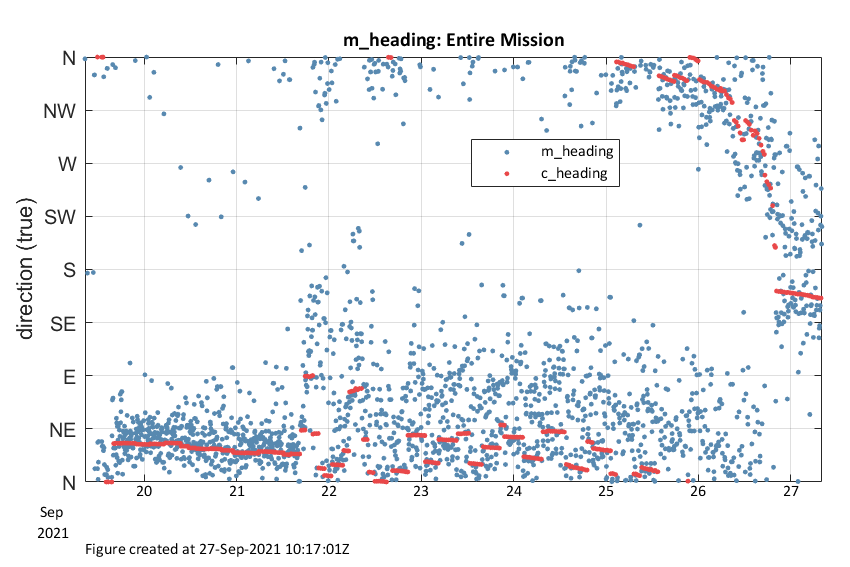 m_heading: Entire Mission
direction (true)
N
NW
W
SW
S
SE
E
NE
N
m_heading
c_heading
20 21 22 23 24 25 26 27
Sep
2021
Figure created at 27-Sep-2021 10:17:01Z